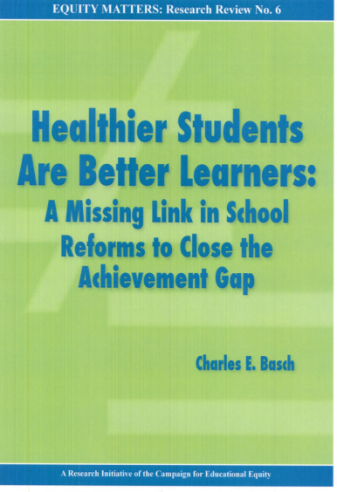 EQUITY MATTERS: Research Review No. 6
Healthier Students
Are Better Learners:
A Missing Link in School
Reforms to Close the
Achievement Gap
Charles E. Basch
A Research Initiative of the Campaign for Educational Equity